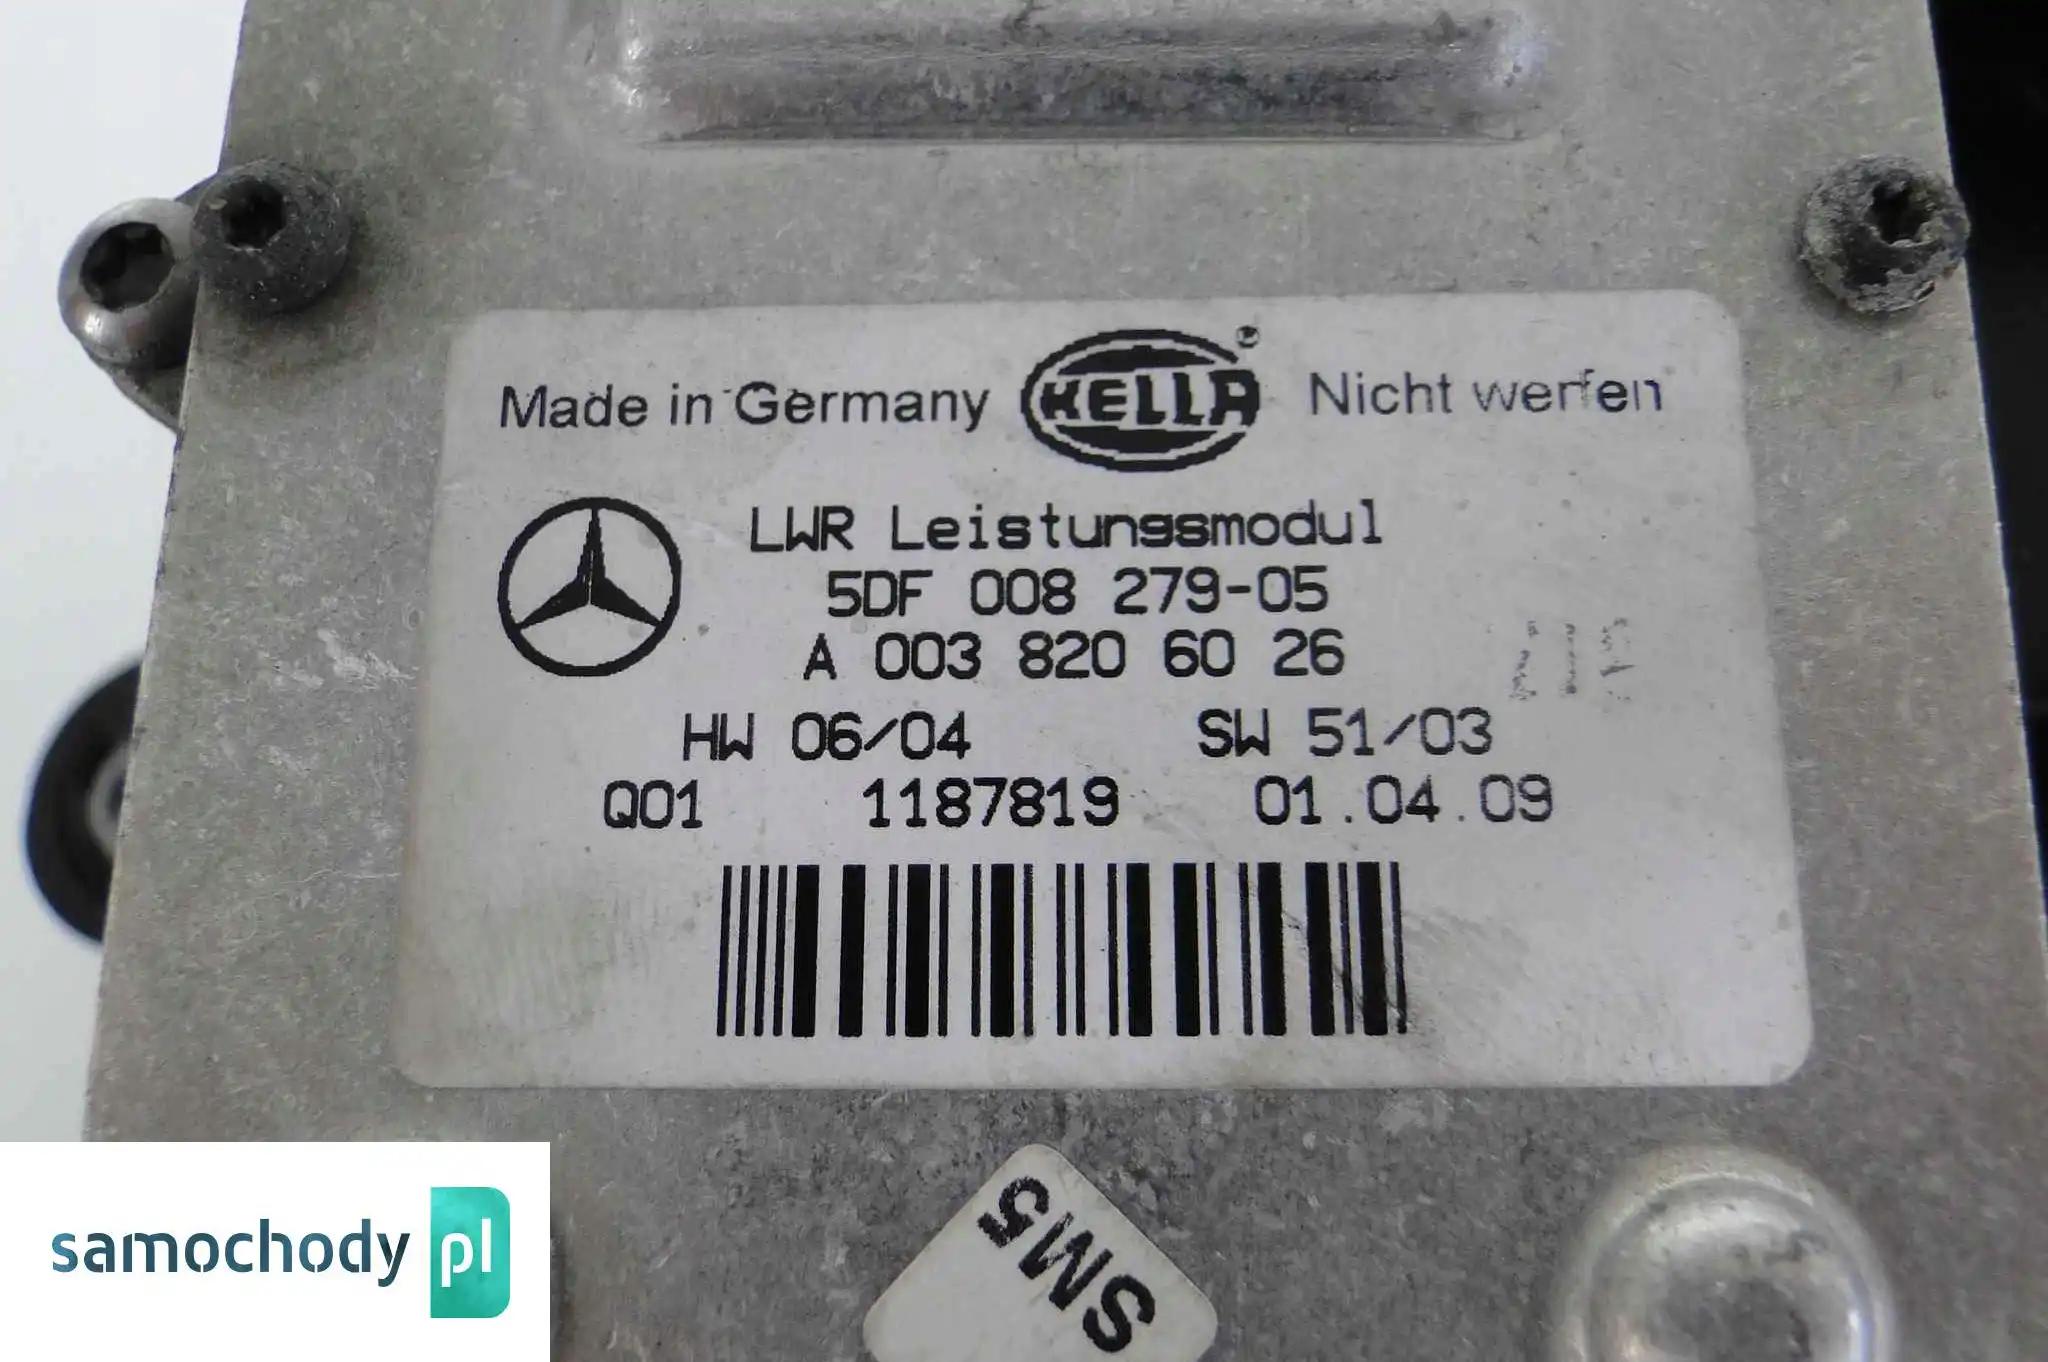 Made in Germany HELLA Nicht werfen
LWR Leistungsmodul
5DF 008 279-05
A 003 820 60 26
HW 06/04 SW 51/03
Q01 1187819 01.04.09
SM5
samochody pl